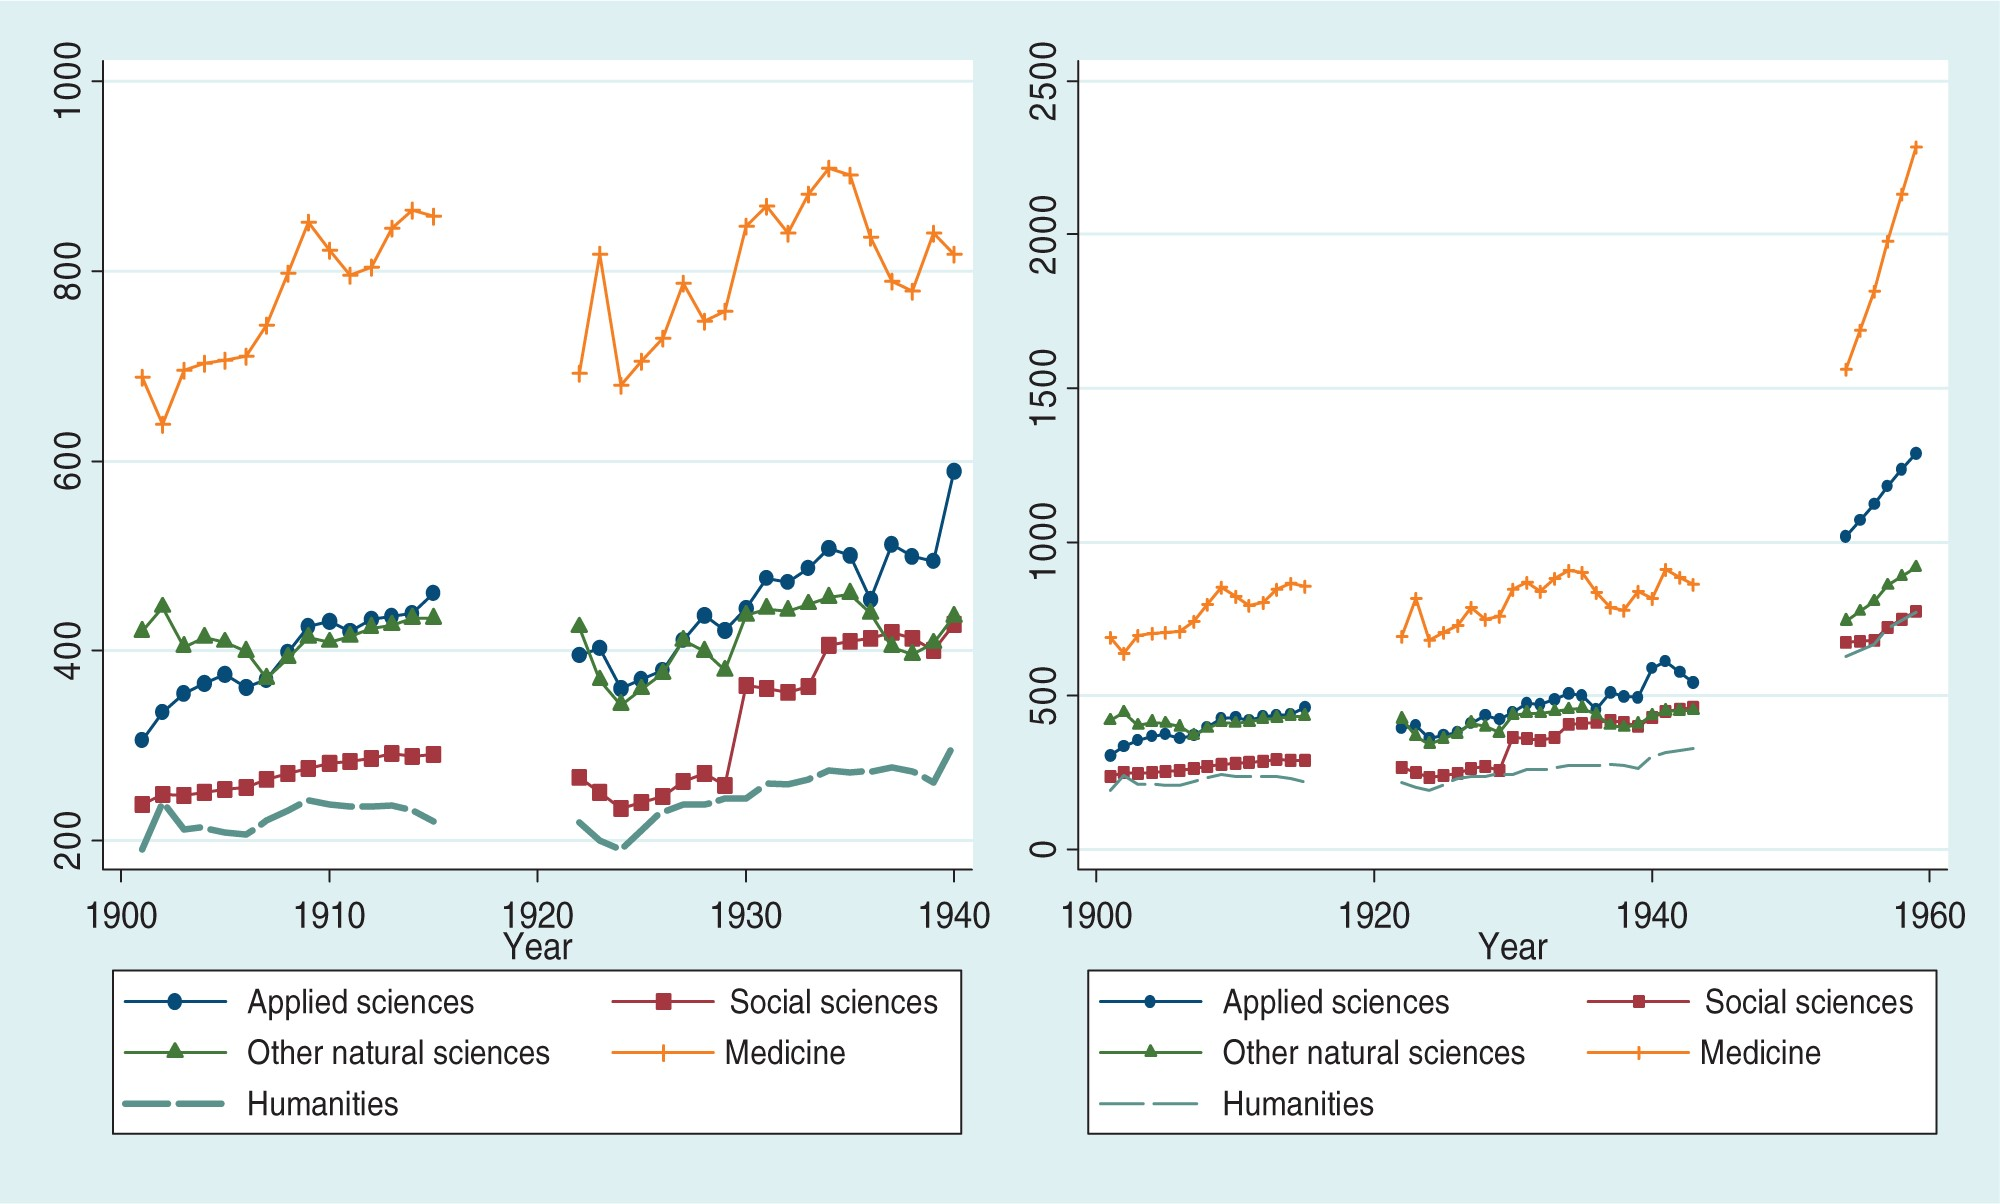 1000
800
600
400
200
1900 1910 1920 1930 1940
Year
Applied sciences Social sciences
Other natural sciences Medicine
Humanities
2500
2000
1500
1000
500
0
1900 1920 1940 1960
Year
Applied sciences Social sciences
Other natural sciences Medicine
Humanities